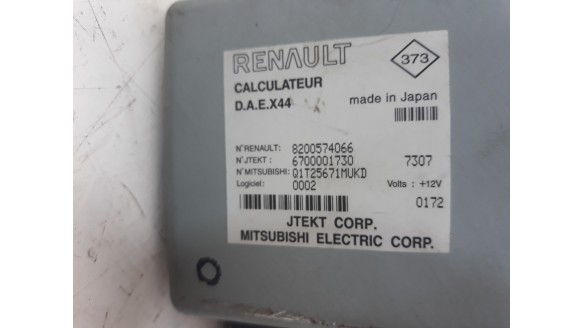 RENAULT
373
CALCULATEUR
D.A.E.X44
made in Japan
N°RENAULT: 8200574066
N°JTEKT : 6700001730 7307
N°MITSUBISHI: Q1T25671MUKD
Logiciel: 0002 Volts : +12V
0172
JTEKT CORP.
MITSUBISHI ELECTRIC CORP.